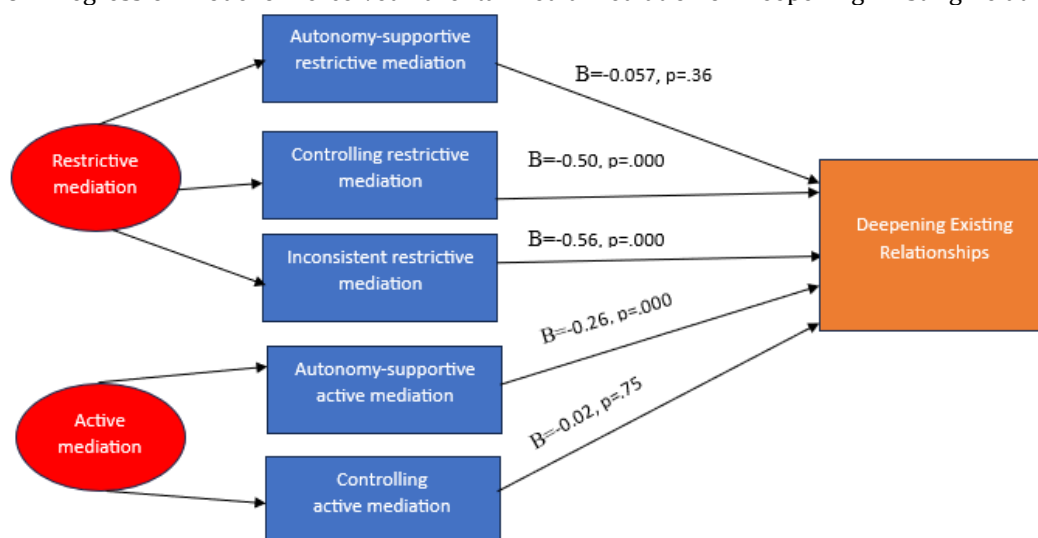 Autonomy-supportive
restrictive mediation
B=-0.057, p=.36
Restrictive
mediation
Controlling restrictive
mediation
B=-0.50, p=.000
Deepening Existing
Relationships
Inconsistent restrictive
mediation
B=-0.56, p=.000
Autonomy-supportive
active mediation
B=-0.26, p=.000
Active
mediation
Controlling
active mediation
B=-0.02, p=.75